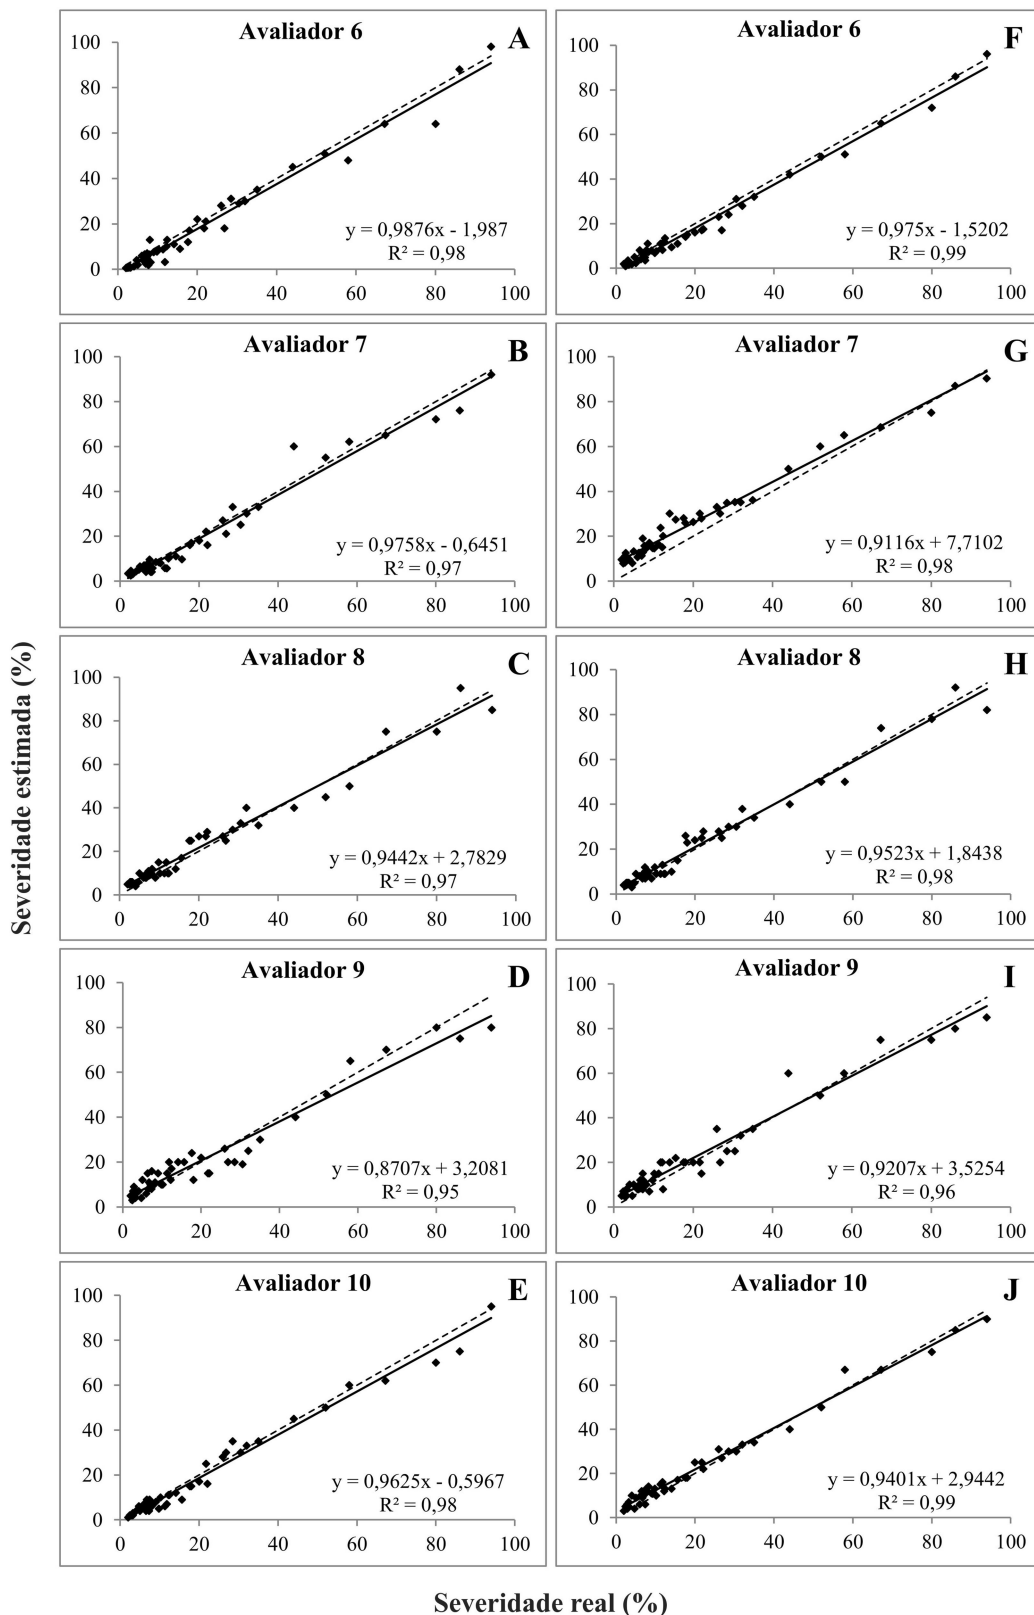 Avaliador 6
A
100
80
60
40
20
0
y = 0,9876x - 1,987
R² = 0,98
0 20 40 60 80 100
Avaliador 6
F
100
80
60
40
20
0
y = 0,975x - 1,5202
R² = 0,99
0 20 40 60 80 100
Avaliador 7
B
100
80
60
40
20
0
y = 0,9758x - 0,6451
R² = 0,97
0 20 40 60 80 100
Avaliador 7
G
100
80
60
40
20
0
y = 0,9116x + 7,7102
R² = 0,98
0 20 40 60 80 100
Avaliador 8
C
100
80
60
40
20
0
y = 0,9442x + 2,7829
R² = 0,97
0 20 40 60 80 100
Avaliador 8
H
100
80
60
40
20
0
y = 0,9523x + 1,8438
R² = 0,98
0 20 40 60 80 100
Avaliador 9
D
100
80
60
40
20
0
y = 0,8707x + 3,2081
R² = 0,95
0 20 40 60 80 100
Avaliador 9
I
100
80
60
40
20
0
y = 0,9207x + 3,5254
R² = 0,96
0 20 40 60 80 100
Avaliador 10
E
100
80
60
40
20
0
y = 0,9625x - 0,5967
R² = 0,98
0 20 40 60 80 100
Avaliador 10
J
100
80
60
40
20
0
y = 0,9401x + 2,9442
R² = 0,99
0 20 40 60 80 100
Severidade estimada (%)
Severidade real (%)